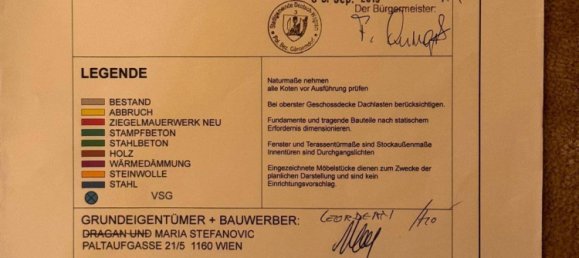 Sep. 2013
Der Bürgermeister:
LEGENDE
BESTAND
ABBRUCH
ZIEGELMAUERWERK NEU
STAMPFBETON
STAHLBETON
HOLZ
WÄRMEDÄMMUNG
STEINWOLLE
STAHL
VSG
Naturmaße nehmen
alle Koten vor Ausführung prüfen
Bei oberster Geschossdecke Dachlasten berücksichtigen.
Fundamente und tragende Bauteile nach statischem
Erfordernis dimensionieren.
Fenster und Terassentürmaße sind Stockaußenmaße
Innentüren sind Durchgangslichten
Eingezeichnete Möbelstücke dienen zum Zwecke der
planlichen Darstellung und sind kein
Einrichtungsvorschlag.
GRUNDEIGENTÜMER + BAUWERBER:
DRAGAN UND MARIA STEFANOVIC
PALTAUFGASSE 21/5 1160 WIEN